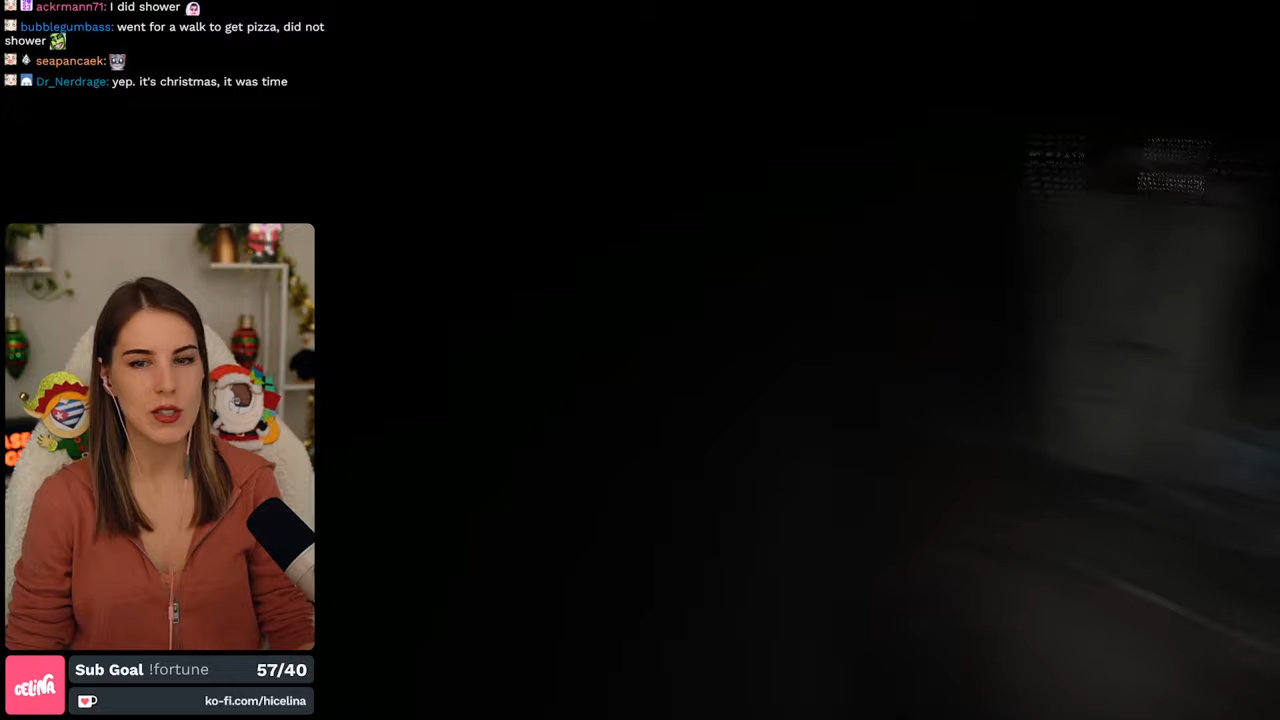 ackrmann71: I did shower
bubblegumbass: went for a walk to get pizza, did not
shower
seapancaek:
Dr_Nerdrage: yep. it's christmas, it was time
CELINA
Sub Goal !fortune 57/40
ko-fi.com/hicelina